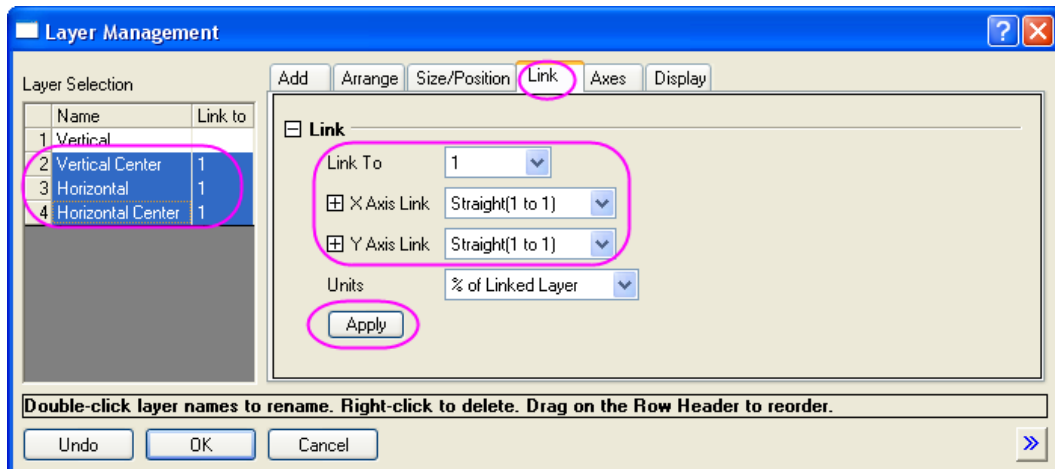 Layer Management
?
X
Layer Selection
Name Link to
1 Vertical
2 Vertical Center 1
3 Horizontal 1
4 Horizontal Center 1
Add Arrange Size/Position Link Axes Display
Link
Link To 1
X Axis Link Straight(1 to 1)
Y Axis Link Straight(1 to 1)
Units % of Linked Layer
Apply
Double-click layer names to rename. Right-click to delete. Drag on the Row Header to reorder.
Undo OK Cancel »